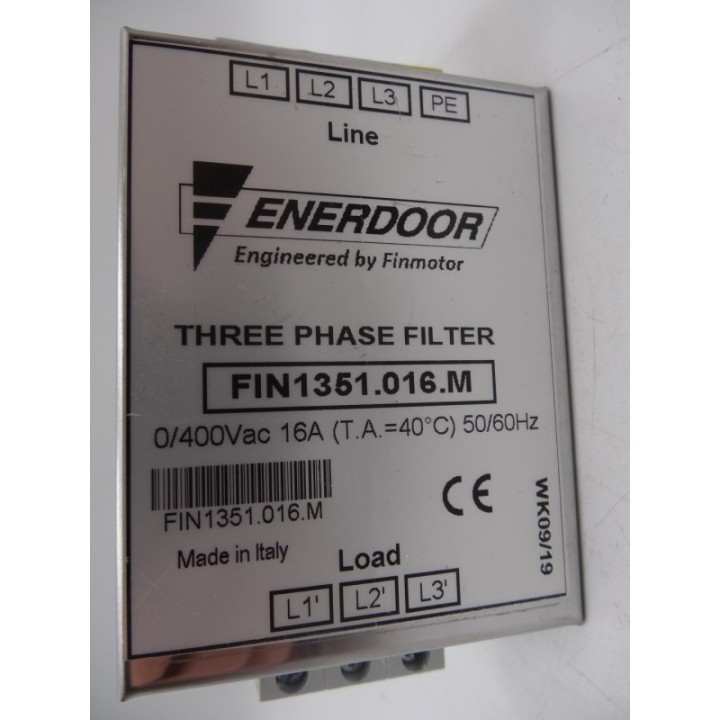 L1 L2 L3 PE
Line
ENERDOOR
Engineered by Finmotor
THREE PHASE FILTER
FIN1351.016.M
0/400Vac 16A (T.A.=40°C) 50/60Hz
FIN1351.016.M
CE
WK09/19
Made in Italy
Load
L1' L2' L3'